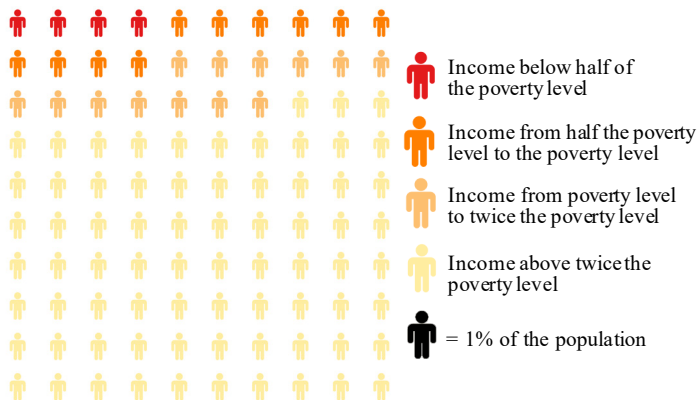 Income below half of
the poverty level
Income from half the poverty
level to the poverty level
Income from poverty level
to twice the poverty level
Income above twice the
poverty level
= 1% of the population